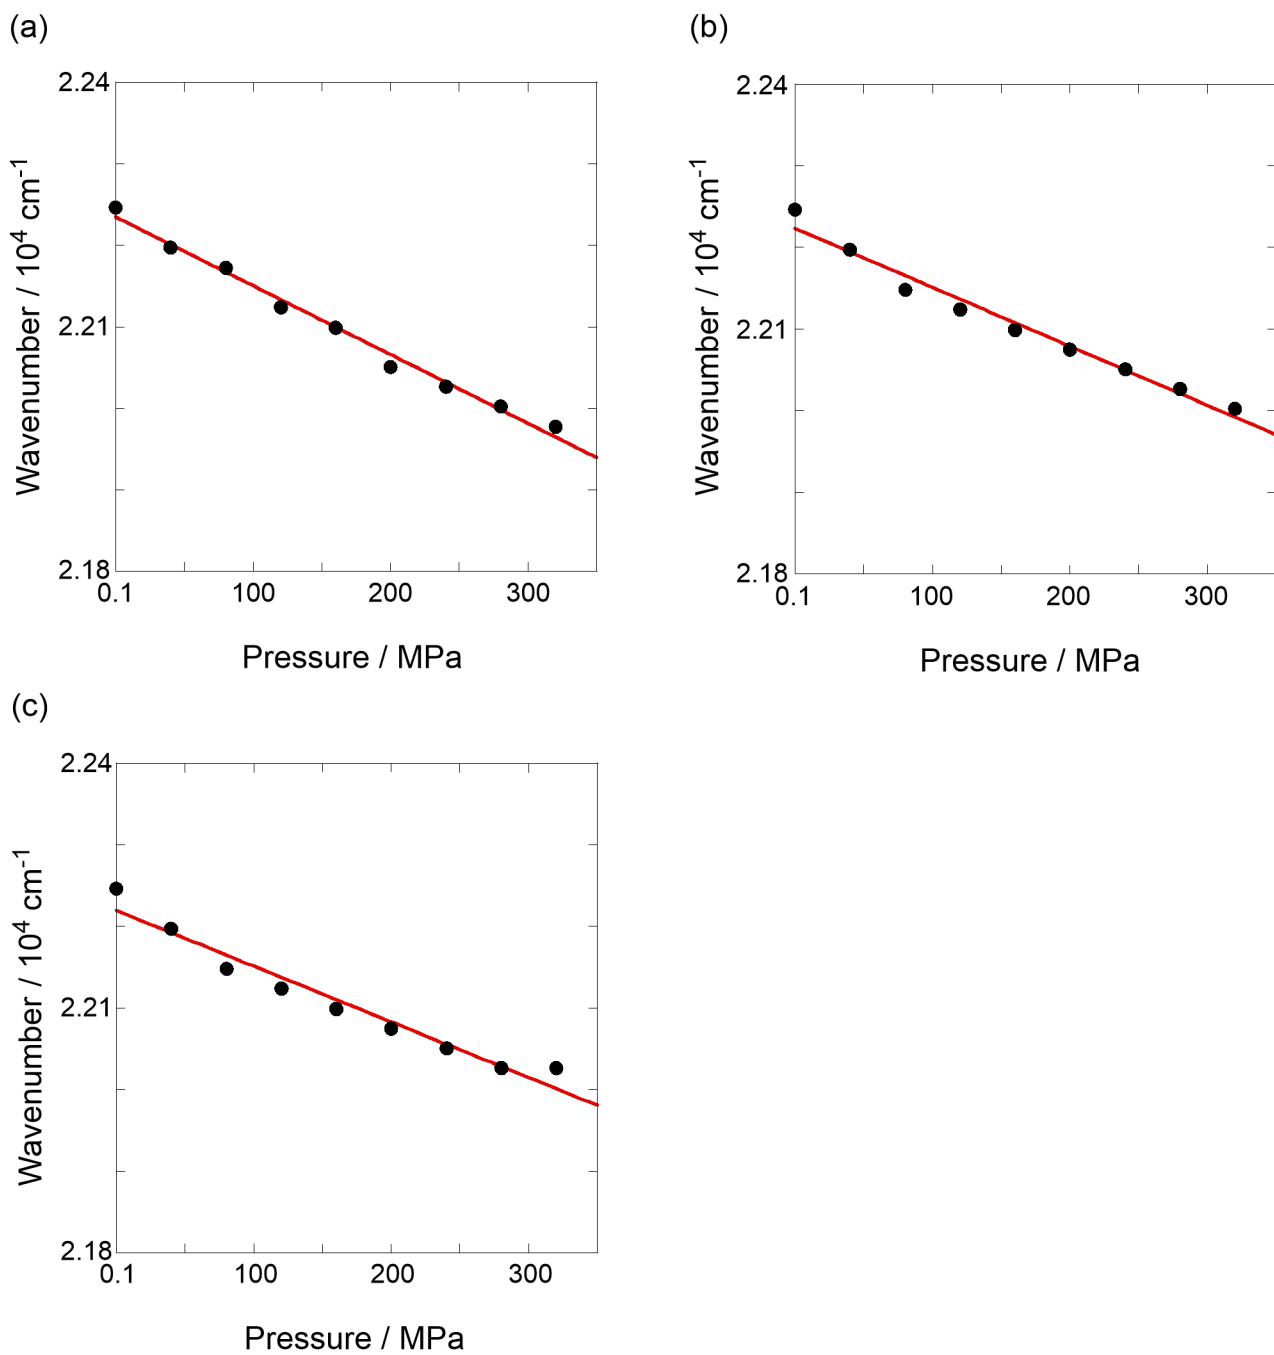 (a)
2.24
2.21
2.18
Wavenumber / 10⁴ cm⁻¹
0.1 100 200 300
Pressure / MPa
(b)
2.24
2.21
2.18
Wavenumber / 10⁴ cm⁻¹
0.1 100 200 300
Pressure / MPa
(c)
2.24
2.21
2.18
Wavenumber / 10⁴ cm⁻¹
0.1 100 200 300
Pressure / MPa